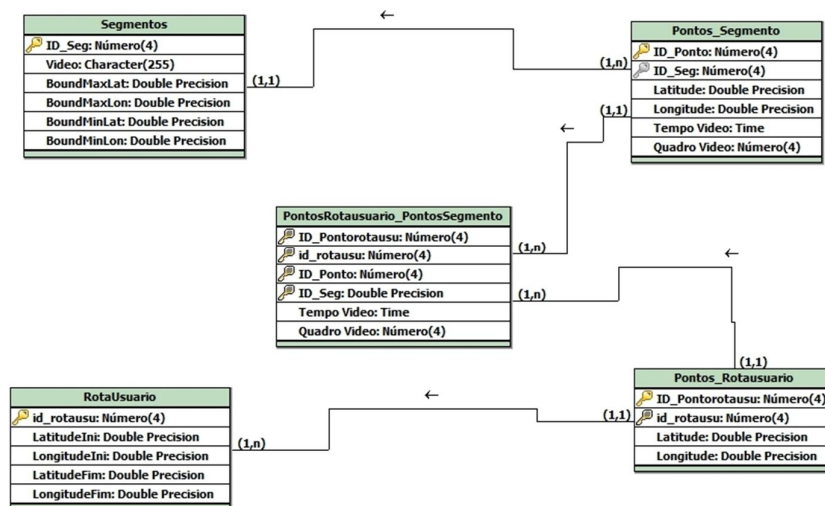 Segmentos
ID_Seg: Número(4)
Video: Character(255)
BoundMaxLat: Double Precision
BoundMaxLon: Double Precision
BoundMinLat: Double Precision
BoundMinLon: Double Precision
(1,1)
←
(1,n)
Pontos_Segmento
ID_Ponto: Número(4)
ID_Seg: Número(4)
Latitude: Double Precision
Longitude: Double Precision
Tempo Video: Time
Quadro Video: Número(4)
(1,1)
←
PontosRotausuario_PontosSegmento
ID_Pontorotausu: Número(4)
id_rotausu: Número(4)
ID_Ponto: Número(4)
ID_Seg: Double Precision
Tempo Video: Time
Quadro Video: Número(4)
(1,n)
(1,n)
←
(1,1)
Pontos_Rotausuario
ID_Pontorotausu: Número(4)
id_rotausu: Número(4)
Latitude: Double Precision
Longitude: Double Precision
(1,1)
←
(1,n)
RotaUsuario
id_rotausu: Número(4)
LatitudeIni: Double Precision
LongitudeIni: Double Precision
LatitudeFim: Double Precision
LongitudeFim: Double Precision